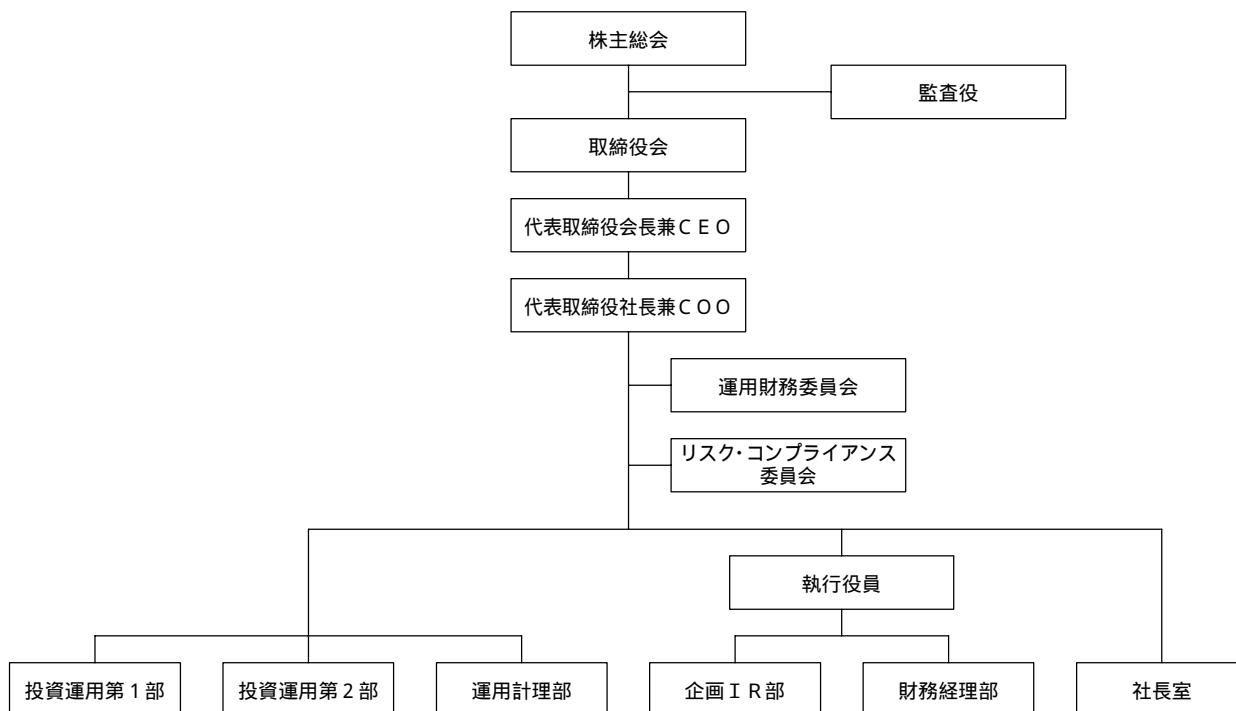 株主総会
監査役
取締役会
代表取締役会長兼ＣＥＯ
代表取締役社長兼ＣＯＯ
運用財務委員会
リスク・コンプライアンス
委員会
執行役員
投資運用第１部
投資運用第２部
運用計理部
企画ＩＲ部
財務経理部
社長室